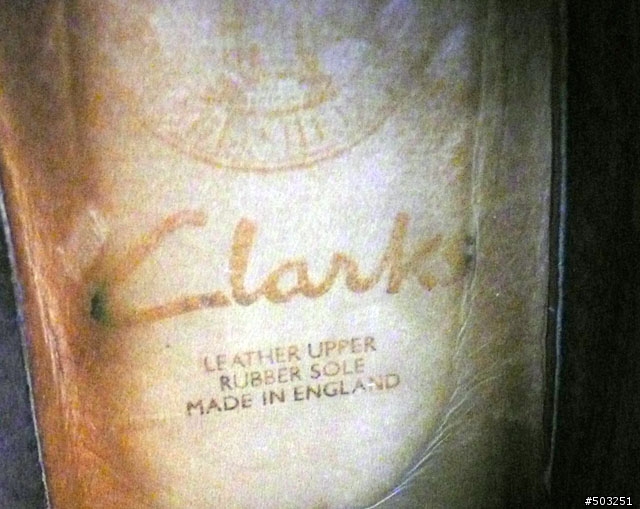 Clarks
LEATHER UPPER
RUBBER SOLE
MADE IN ENGLAND
#503251